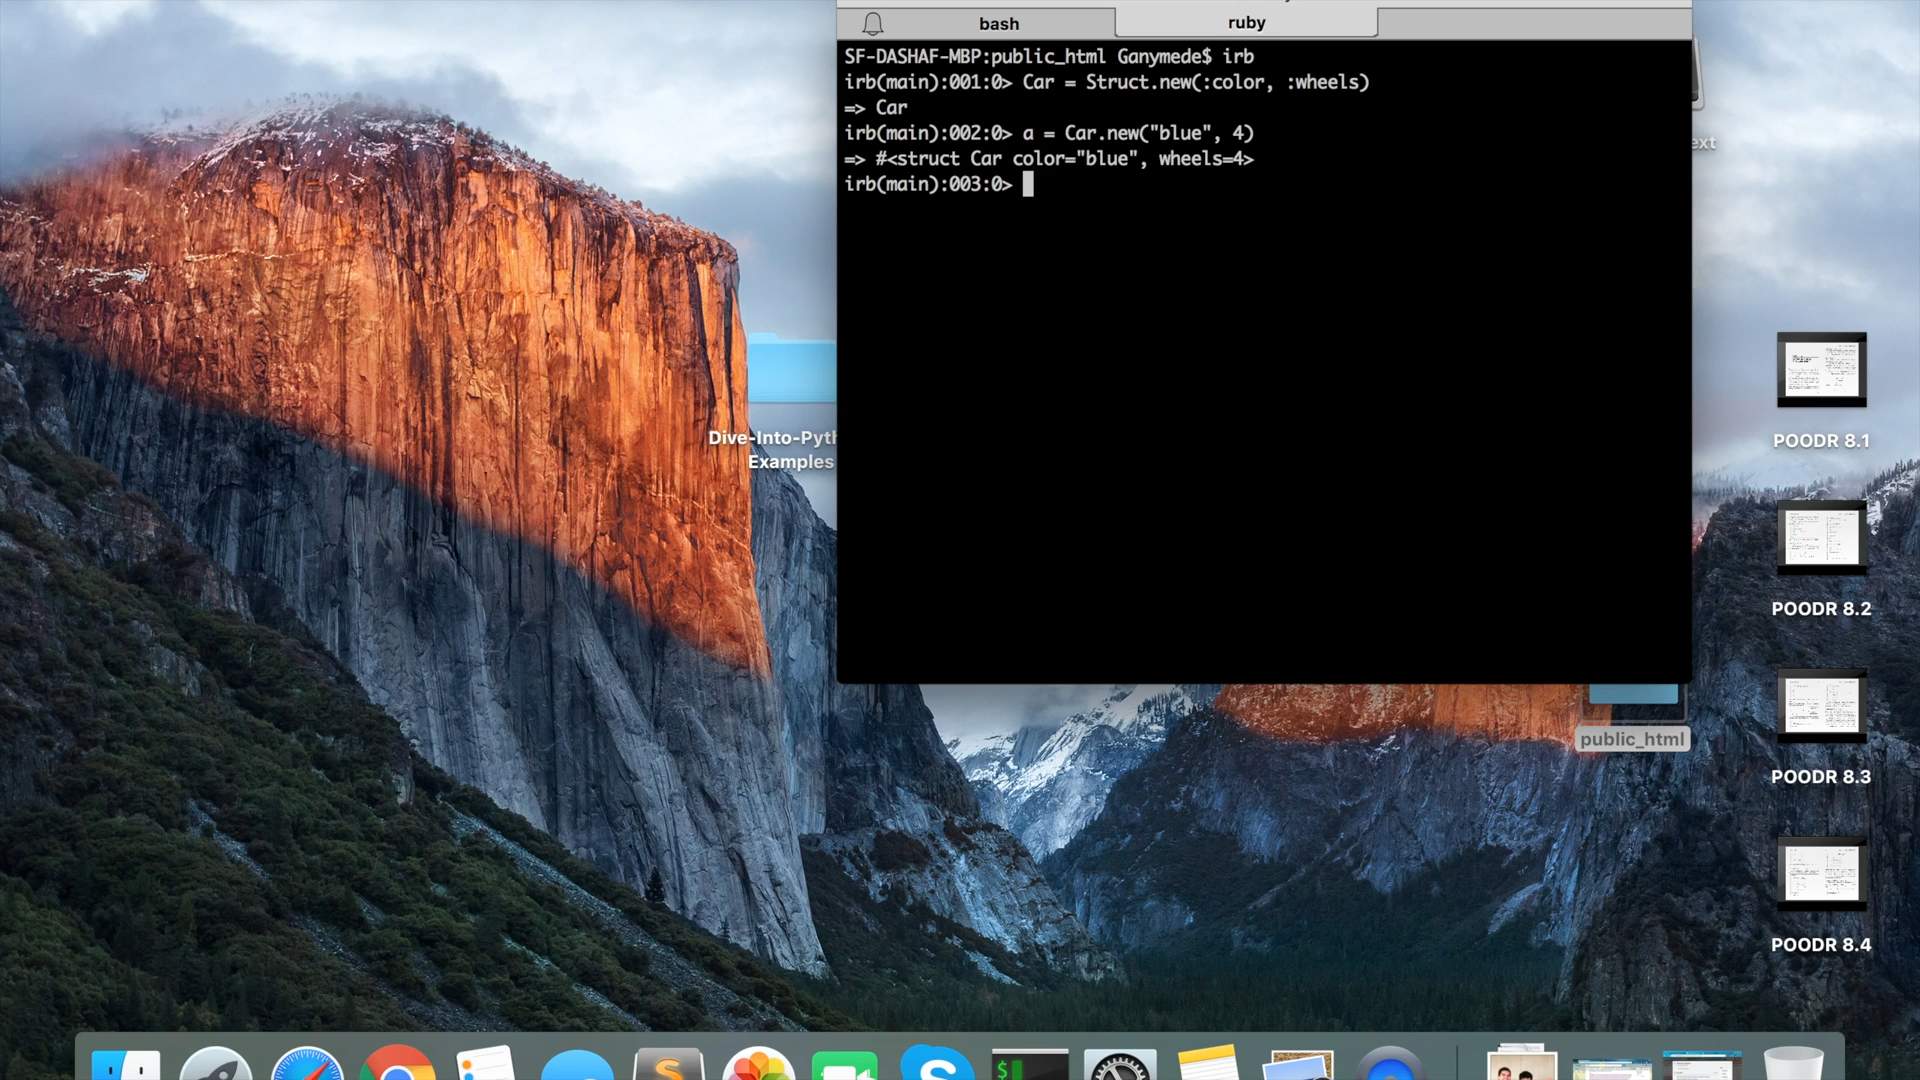 bash
ruby
SF-DASHAF-MBP:public_html Ganymede$ irb
irb(main):001:0> Car = Struct.new(:color, :wheels)
=> Car
irb(main):002:0> a = Car.new("blue", 4)
=> #<struct Car color="blue", wheels=4>
irb(main):003:0>
ext
Dive-Into-Pyth
Examples
POODR 8.1
POODR 8.2
public_html
POODR 8.3
POODR 8.4
S
S
$